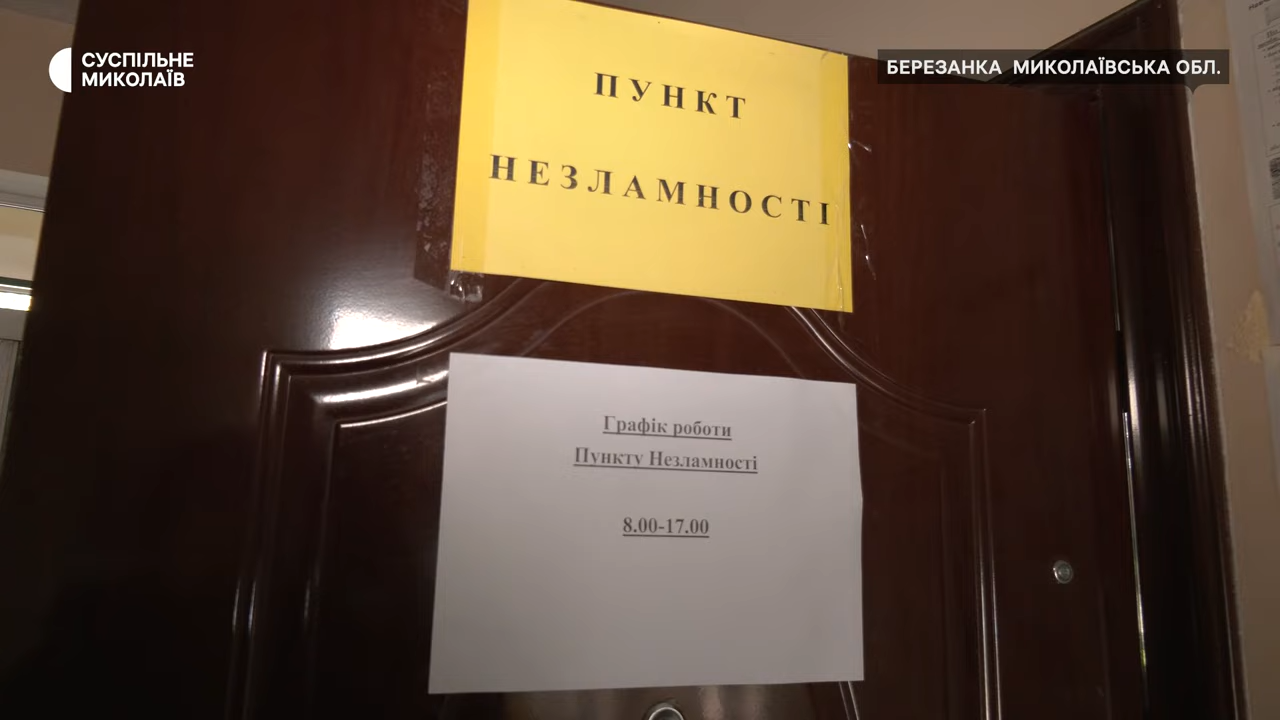 СУСПІЛЬНЕ
МИКОЛАЇВ
БЕРЕЗАНКА МИКОЛАЇВСЬКА ОБЛ.
ПУНКТ
НЕЗЛАМНОСТІ
Графік роботи
Пункту Незламності
8.00-17.00